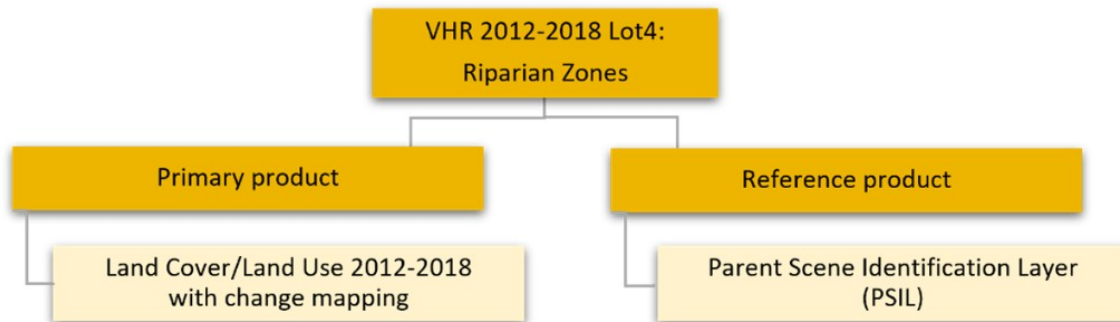 VHR 2012-2018 Lot4:
Riparian Zones
Primary product
Reference product
Land Cover/Land Use 2012-2018
with change mapping
Parent Scene Identification Layer
(PSIL)